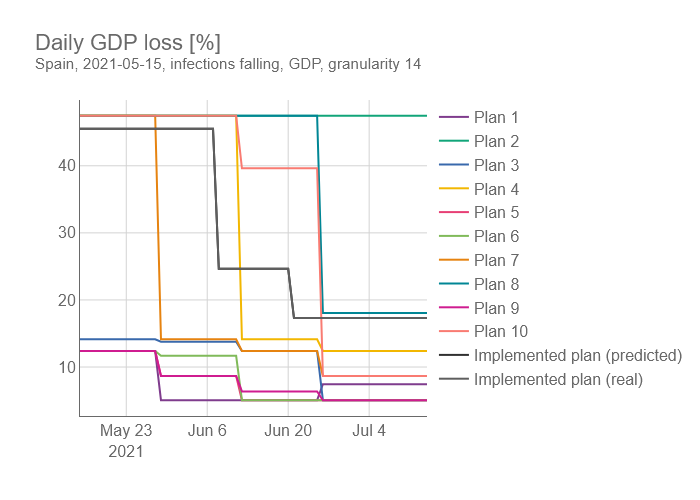 Daily GDP loss [%]
Spain, 2021-05-15, infections falling, GDP, granularity 14
40
30
20
10
May 23
2021
Jun 6
Jun 20
Jul 4
Plan 1
Plan 2
Plan 3
Plan 4
Plan 5
Plan 6
Plan 7
Plan 8
Plan 9
Plan 10
Implemented plan (predicted)
Implemented plan (real)